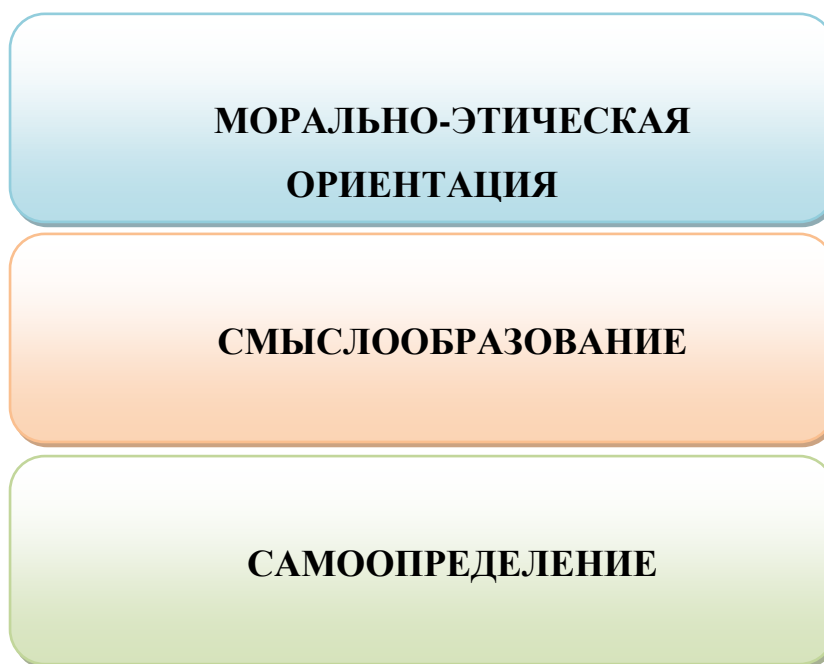 МОРАЛЬНО-ЭТИЧЕСКАЯ
ОРИЕНТАЦИЯ
СМЫСЛООБРАЗОВАНИЕ
САМООПРЕДЕЛЕНИЕ